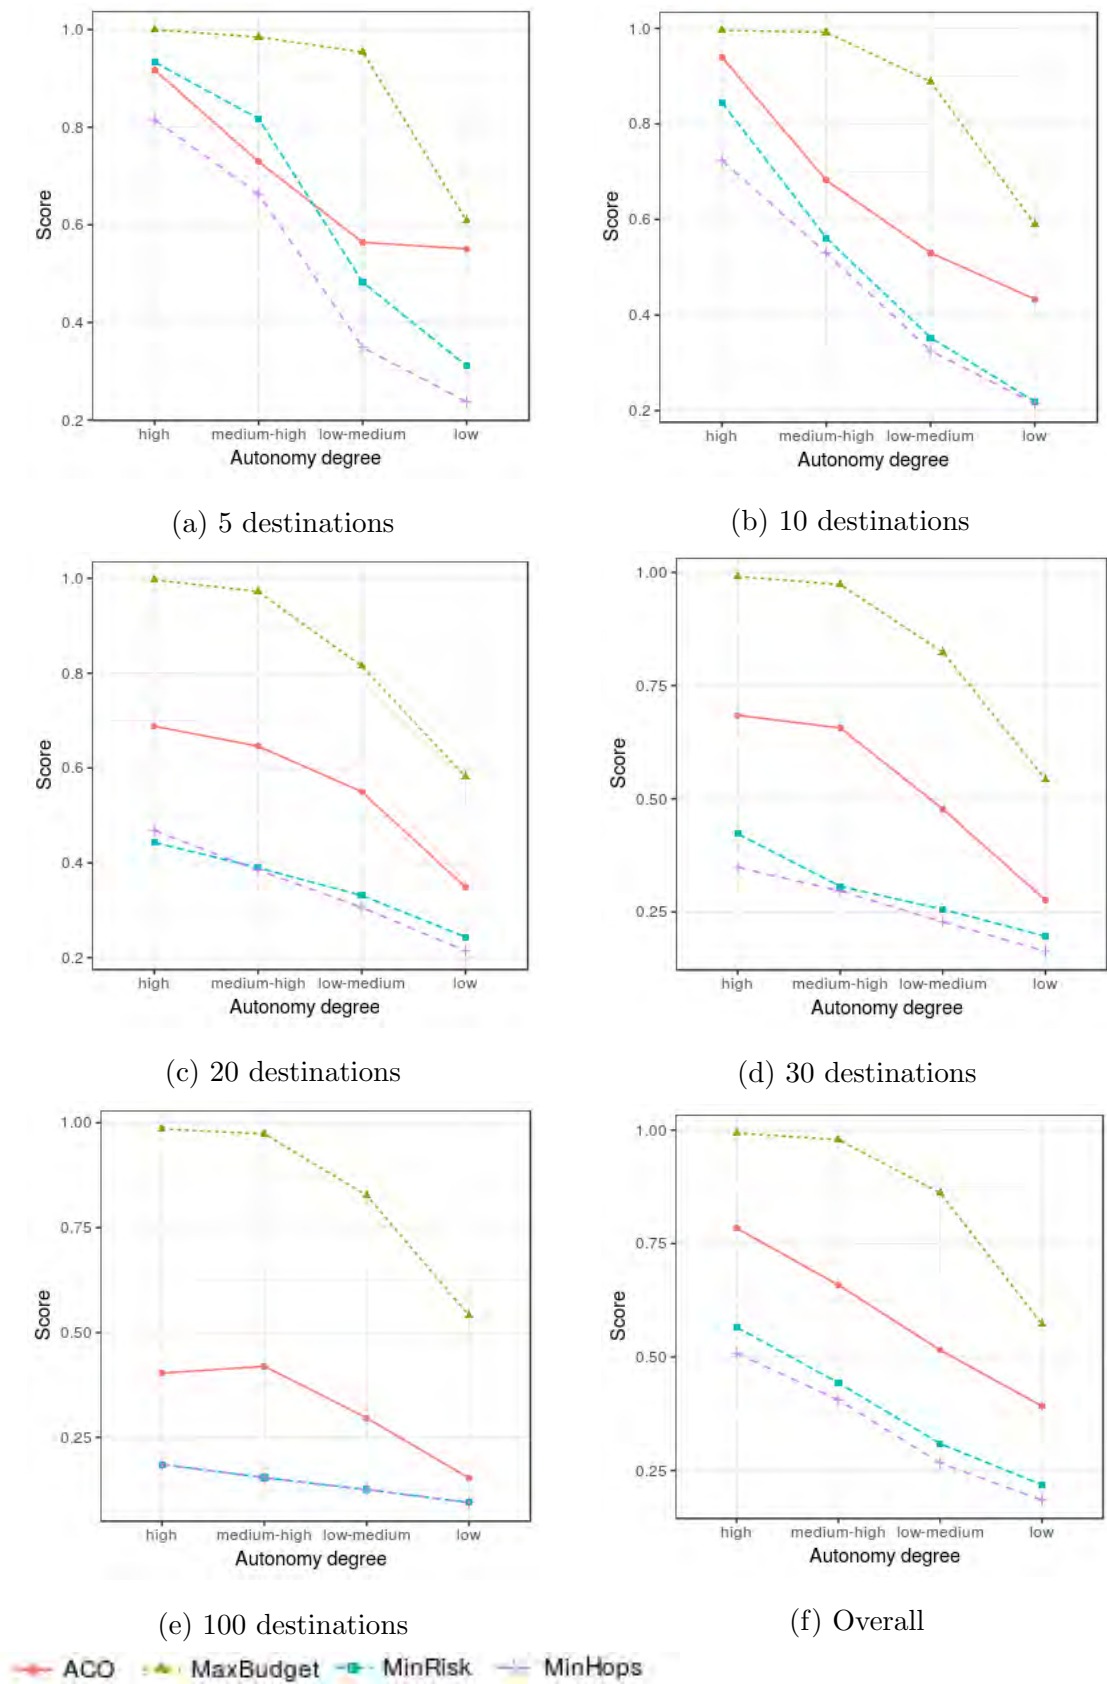 1.0
0.8
0.6
0.4
0.2
Score
high medium-high low-medium low
Autonomy degree
(a) 5 destinations
1.0
0.8
0.6
0.4
0.2
Score
high medium-high low-medium low
Autonomy degree
(b) 10 destinations
1.0
0.8
0.6
0.4
0.2
Score
high medium-high low-medium low
Autonomy degree
(c) 20 destinations
1.00
0.75
0.50
0.25
Score
high medium-high low-medium low
Autonomy degree
(d) 30 destinations
1.00
0.75
0.50
0.25
Score
high medium-high low-medium low
Autonomy degree
(e) 100 destinations
1.00
0.75
0.50
0.25
Score
high medium-high low-medium low
Autonomy degree
(f) Overall
ACO MaxBudget MinRisk MinHops